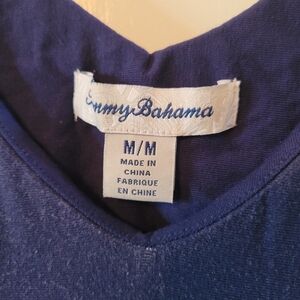 Tommy Bahama
M/M
MADE IN
CHINA
FABRIQUE
EN CHINE